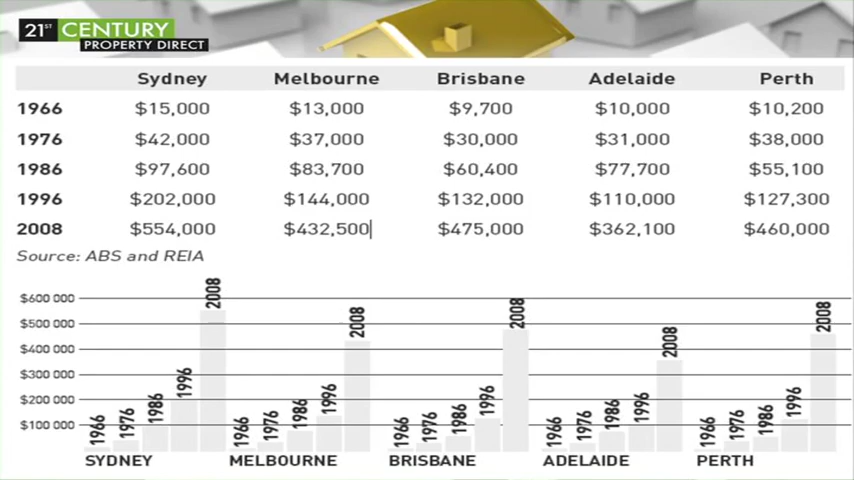 21ST CENTURY
PROPERTY DIRECT
Sydney Melbourne Brisbane Adelaide Perth
1966 $15,000 $13,000 $9,700 $10,000 $10,200
1976 $42,000 $37,000 $30,000 $31,000 $38,000
1986 $97,600 $83,700 $60,400 $77,700 $55,100
1996 $202,000 $144,000 $132,000 $110,000 $127,300
2008 $554,000 $432,500 $475,000 $362,100 $460,000
Source: ABS and REIA
$600 000
$500 000
$400 000
$300 000
$200 000
$100 000
1966 1976 1986 1996 2008
1966 1976 1986 1996 2008
1966 1976 1986 1996 2008
1966 1976 1986 1996 2008
1966 1976 1986 1996 2008
SYDNEY MELBOURNE BRISBANE ADELAIDE PERTH